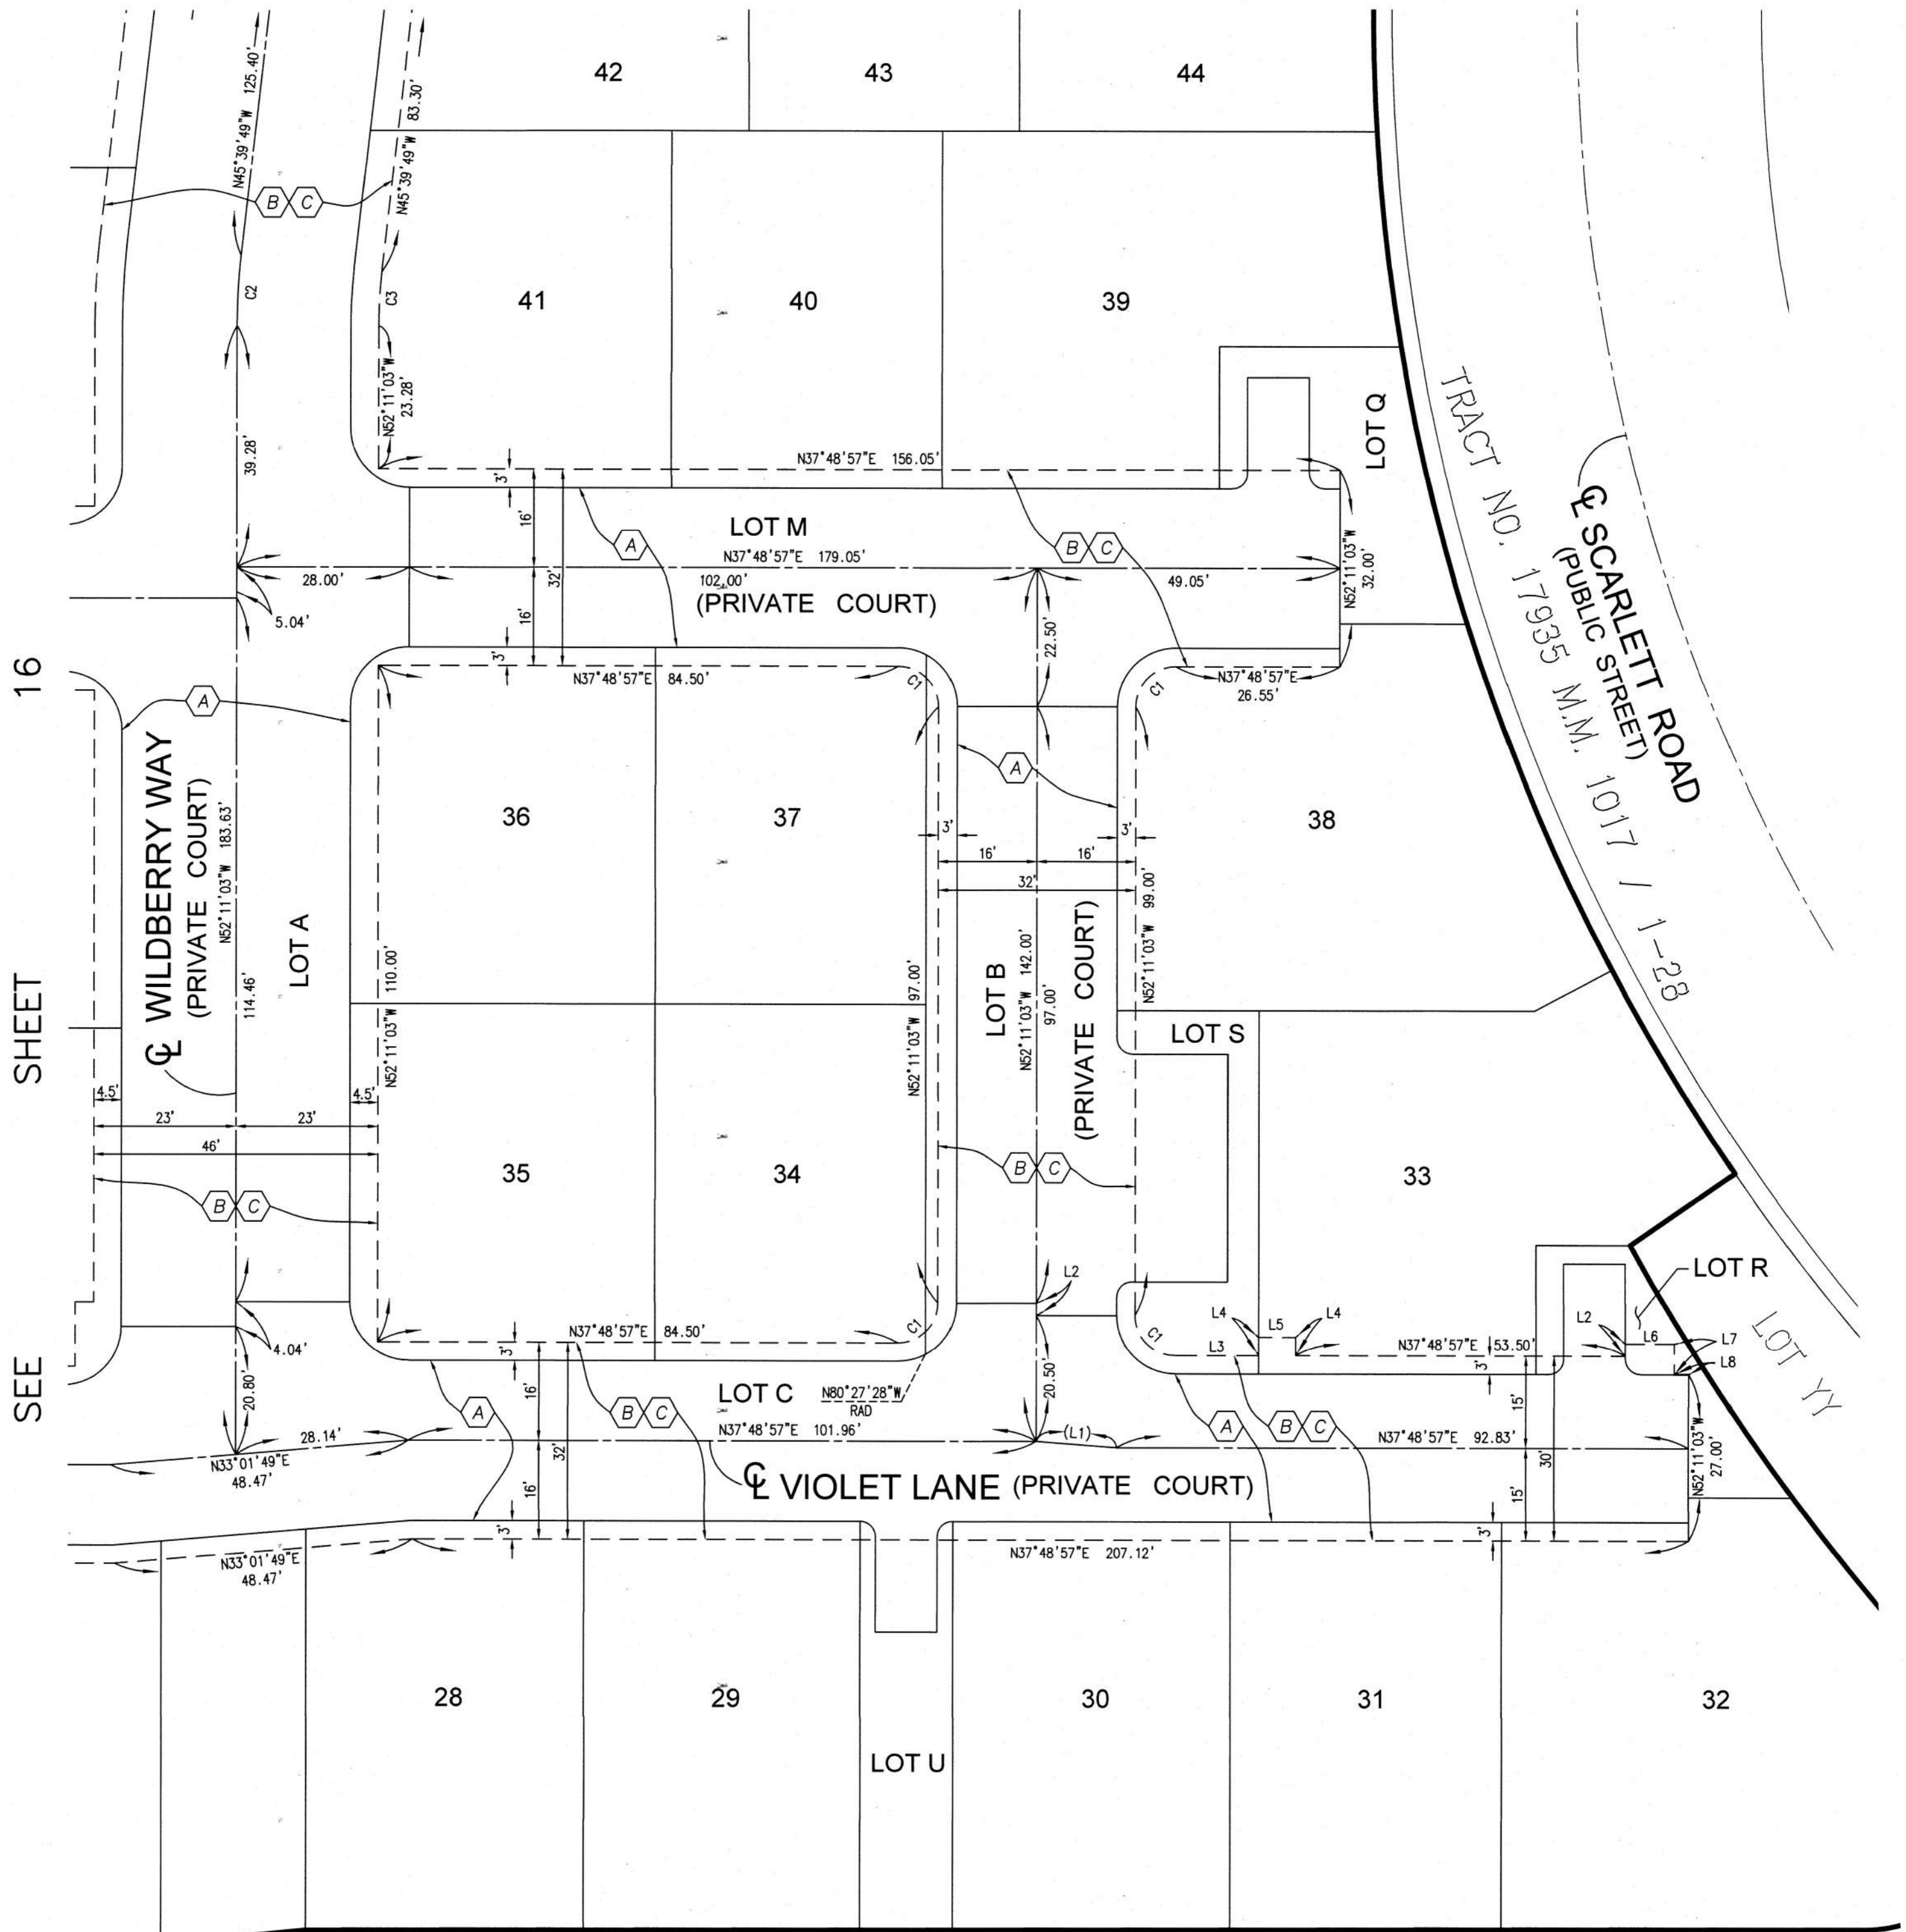 42
43
44
N45°39'49"W 125.40'
N45°39'49"W 83.30'
B C
C2
C3
41
40
39
N52°11'03"W
23.28'
39.28'
LOT Q
N37°48'57"E 156.05'
3'
16'
32'
16'
3'
A
LOT M
N37°48'57"E 179.05'
B C
28.00'
102.00'
49.05'
N52°11'03"W
32.00'
(PRIVATE COURT)
5.04'
22.50'
TRACT NO. 17935 M.M. 1017 / 1-28
℄ SCARLETT ROAD
(PUBLIC STREET)
SEE SHEET 16
N37°48'57"E 84.50'
C1
C1
N37°48'57"E
26.55'
A
A
℄ WILDBERRY WAY
(PRIVATE COURT)
N52°11'03"W 183.63'
114.46'
LOT A
36
37
38
3'
3'
16'
16'
32'
N52°11'03"W 110.00'
N52°11'03"W 97.00'
LOT B
N52°11'03"W 142.00'
97.00'
(PRIVATE COURT)
N52°11'03"W 99.00'
LOT S
4.5'
4.5'
23'
23'
46'
35
34
33
B C
B C
L2
LOT R
4.04'
N37°48'57"E 84.50'
C1
C1
L4
L5
L4
L3
N37°48'57"E 53.50'
L2
L6
L7
L8
3'
3'
LOT YY
20.80'
16'
16'
32'
A
B C
LOT C
N80°27'28"W
RAD
20.50'
A
B C
15'
15'
30'
28.14'
N37°48'57"E 101.96'
(L1)
N37°48'57"E 92.83'
N52°11'03"W
27.00'
N33°01'49"E
48.47'
℄ VIOLET LANE (PRIVATE COURT)
3'
3'
N33°01'49"E
48.47'
N37°48'57"E 207.12'
28
29
30
31
32
LOT U